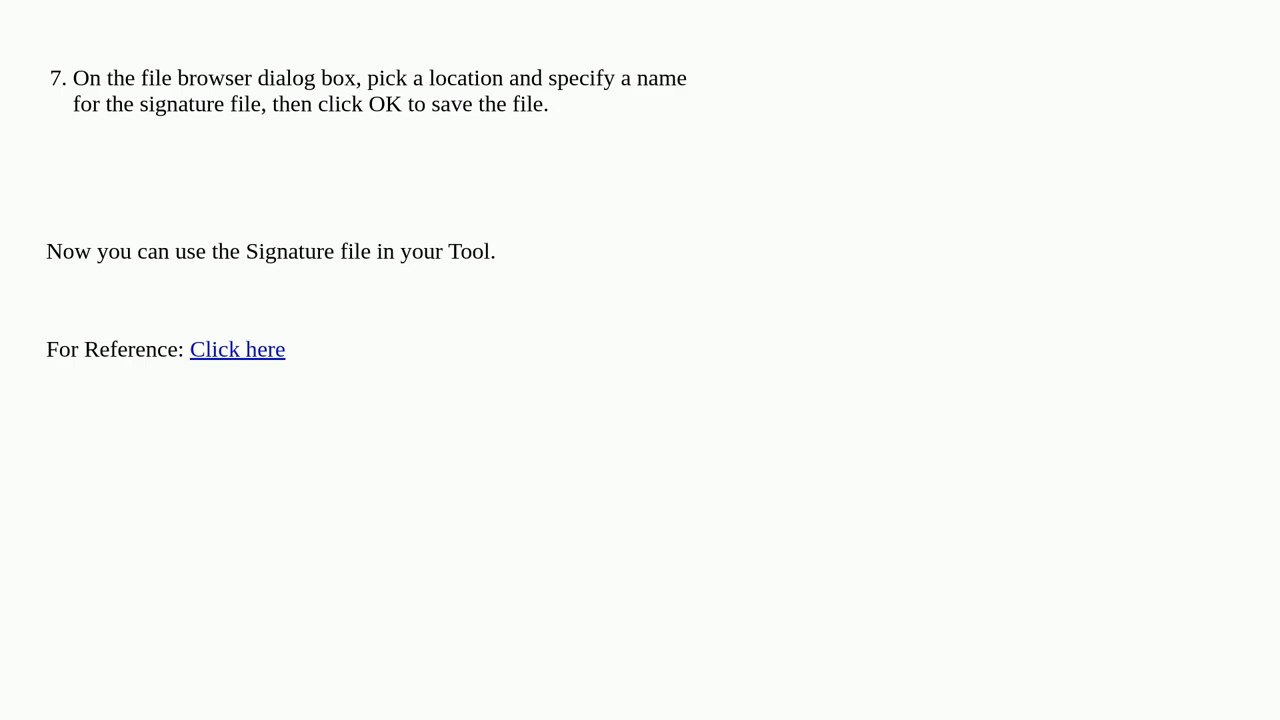 7. On the file browser dialog box, pick a location and specify a name
for the signature file, then click OK to save the file.
Now you can use the Signature file in your Tool.
For Reference: Click here